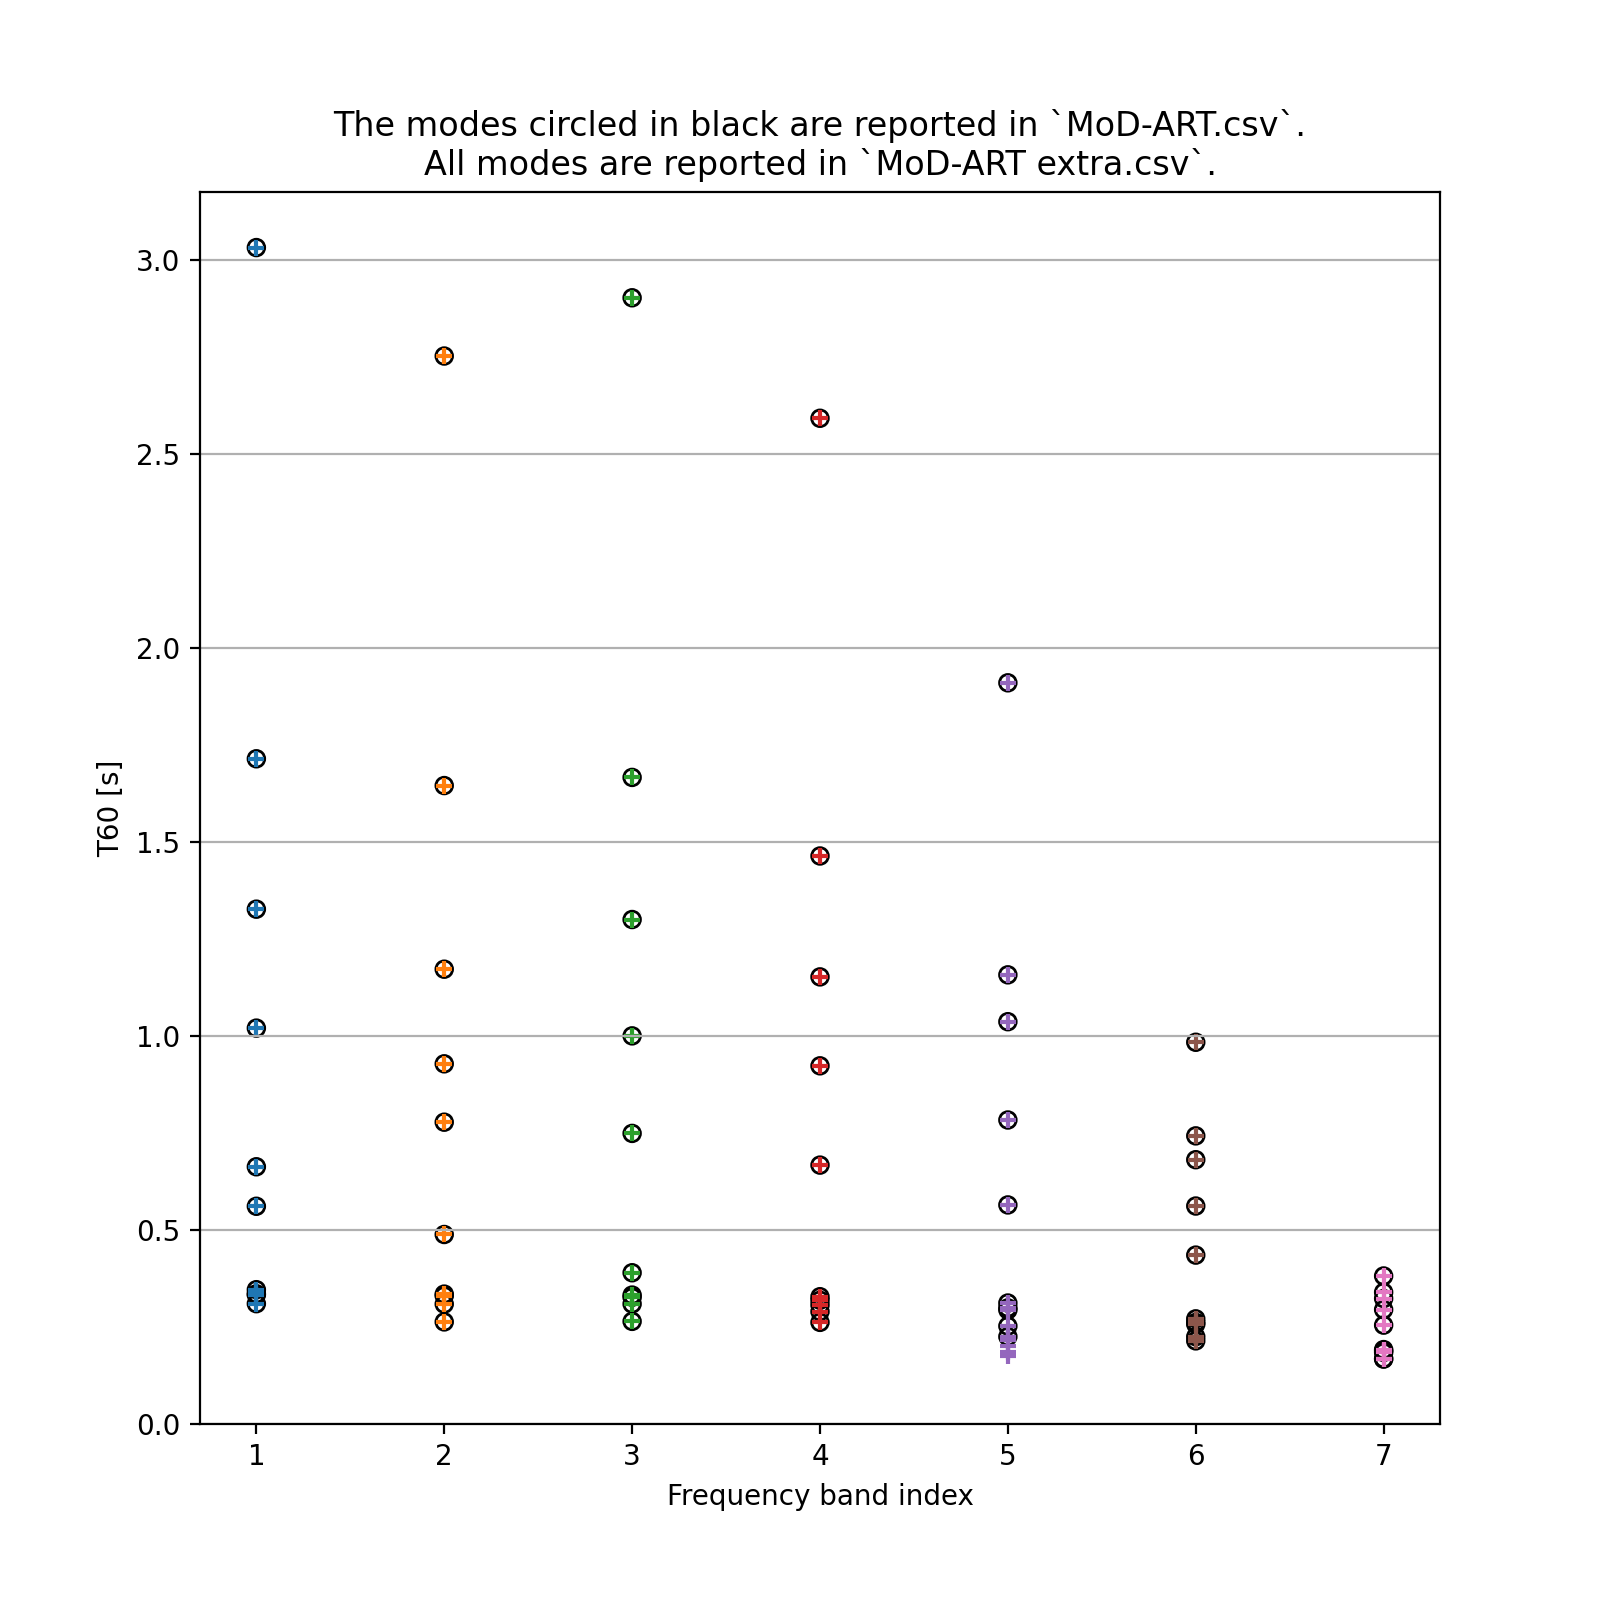 The modes circled in black are reported in `MoD-ART.csv`.
All modes are reported in `MoD-ART extra.csv`.
T60 [s]
3.0
2.5
2.0
1.5
1.0
0.5
0.0
1 2 3 4 5 6 7
Frequency band index